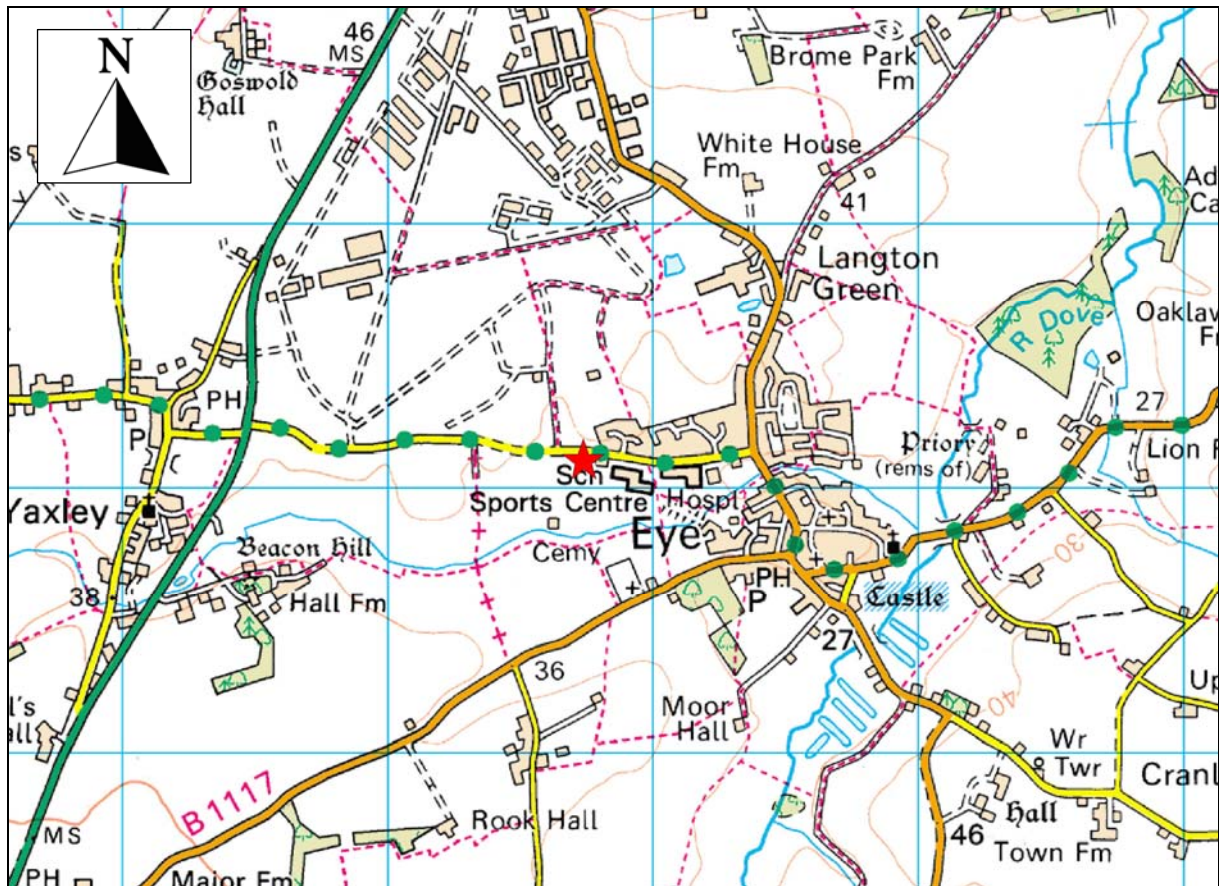 N
46
MS
Goswold
Hall
Brome Park
Fm
White House
Fm
41
Langton
Green
R Dove
PH
P
27
Priory
(rems of)
Sch
Sports Centre
Hospl
Yaxley
Eye
Beacon Hill
Cemy
Hall Fm
38
PH
P
Castle
30
27
36
40
Moor
Hall
Wr
Twr
B1117
Rook Hall
Hall
46
Town Fm
MS
PH
Major Fm